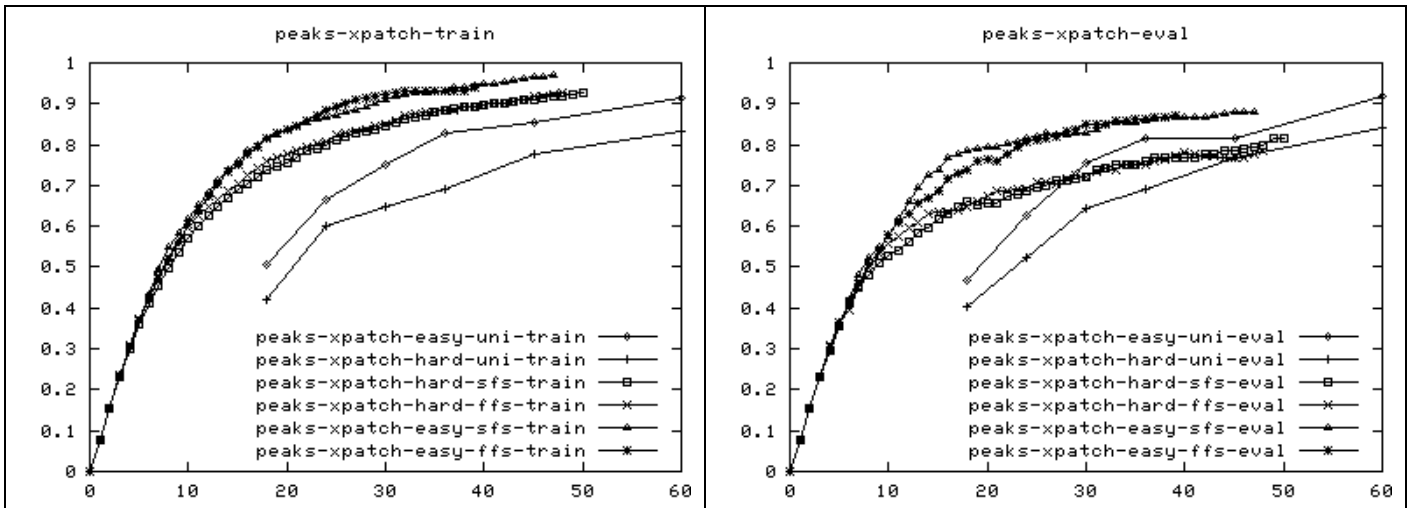 peaks-xpatch-train
1
0.9
0.8
0.7
0.6
0.5
0.4
0.3
0.2
0.1
0
peaks-xpatch-easy-uni-train
peaks-xpatch-hard-uni-train
peaks-xpatch-hard-sfs-train
peaks-xpatch-hard-ffs-train
peaks-xpatch-easy-sfs-train
peaks-xpatch-easy-ffs-train
0 10 20 30 40 50 60
peaks-xpatch-eval
1
0.9
0.8
0.7
0.6
0.5
0.4
0.3
0.2
0.1
0
peaks-xpatch-easy-uni-eval
peaks-xpatch-hard-uni-eval
peaks-xpatch-hard-sfs-eval
peaks-xpatch-hard-ffs-eval
peaks-xpatch-easy-sfs-eval
peaks-xpatch-easy-ffs-eval
0 10 20 30 40 50 60